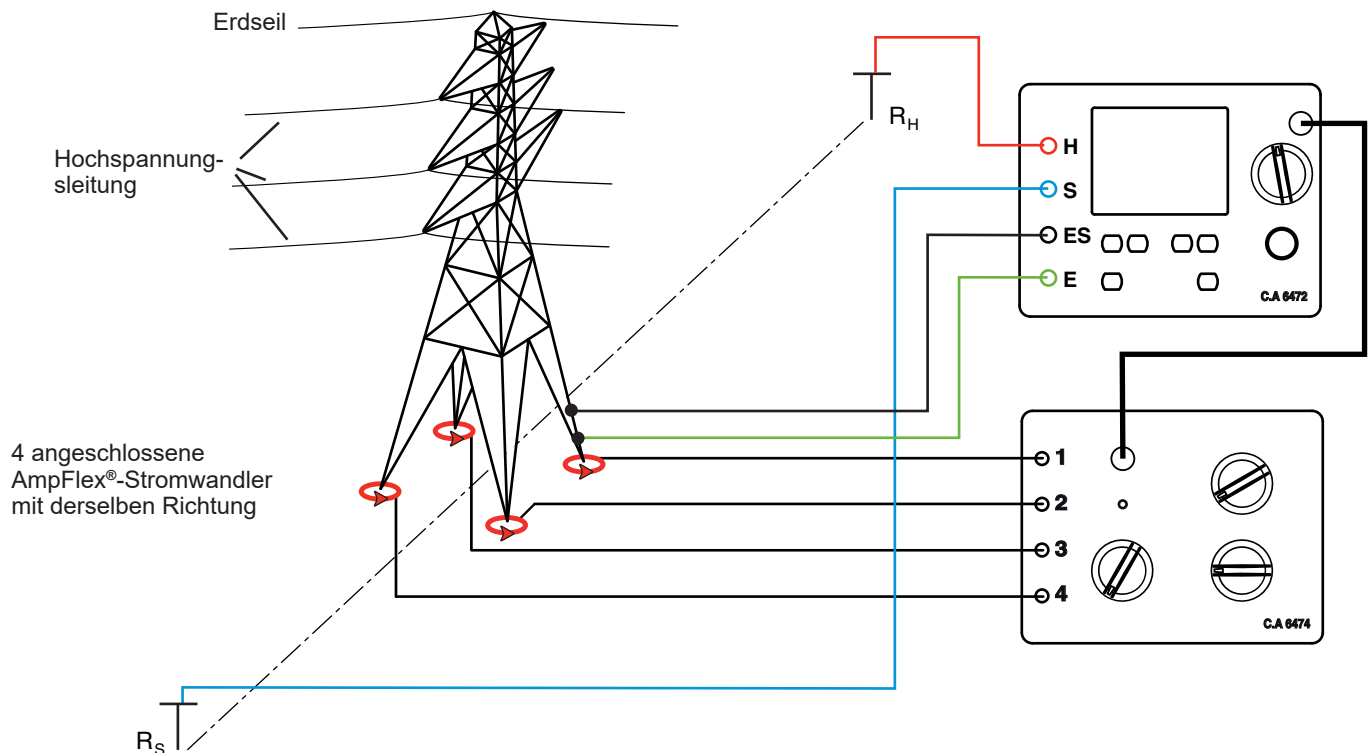 Erdseil
Hochspannung-
sleitung
4 angeschlossene
AmpFlex®-Stromwandler
mit derselben Richtung
R_H
R_S
H
S
ES
E
C.A 6472
1
2
3
4
C.A 6474